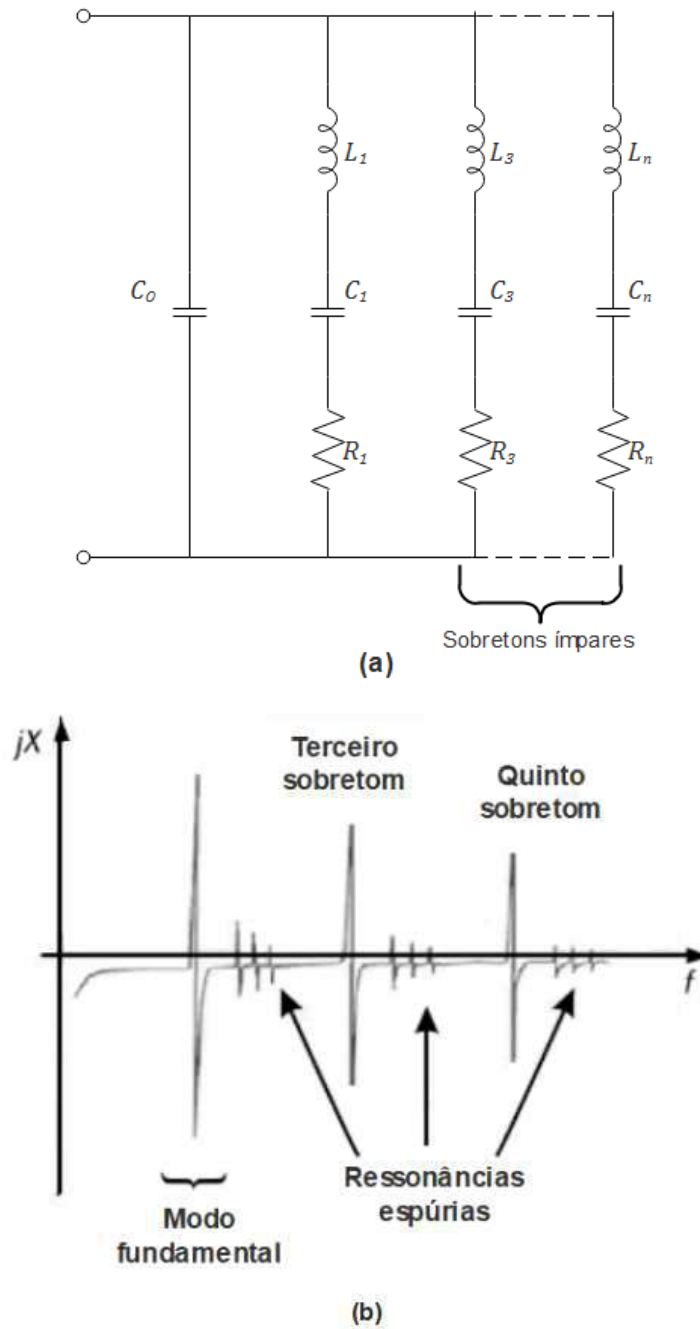 L₁ L₃ Lₙ
C₀ C₁ C₃ Cₙ
R₁ R₃ Rₙ
Sobretons ímpares
(a)
jX
Terceiro
sobretom
Quinto
sobretom
f
Ressonâncias
espúrias
Modo
fundamental
(b)